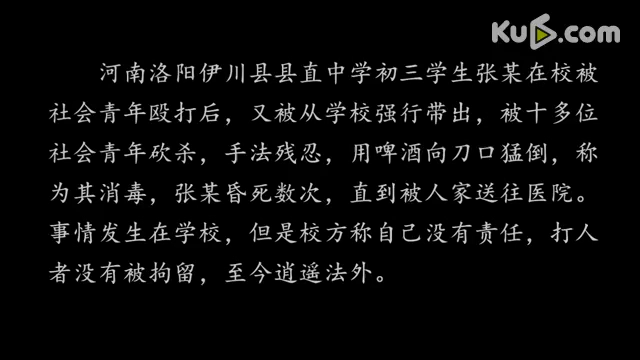 Ku6.com
河南洛阳伊川县县直中学初三学生张某在校被
社会青年殴打后，又被从学校强行带出，被十多位
社会青年砍杀，手法残忍，用啤酒向刀口猛倒，称
为其消毒，张某昏死数次，直到被人家送往医院。
事情发生在学校，但是校方称自己没有责任，打人
者没有被拘留，至今逍遥法外。